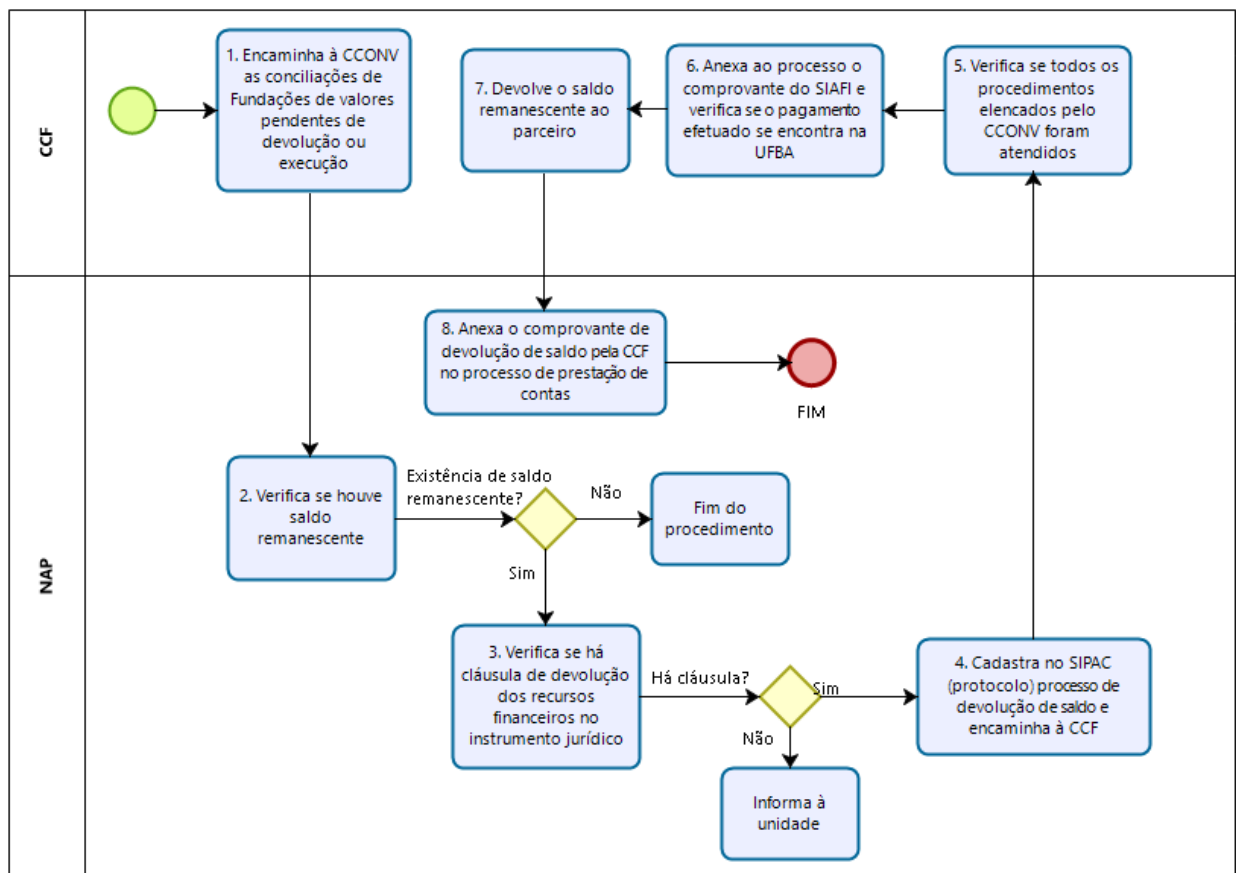 CCF
1. Encaminha à CCONV
as conciliações de
Fundações de valores
pendentes de
devolução ou
execução
7. Devolve o saldo
remanescente ao
parceiro
6. Anexa ao processo o
comprovante do SIAFI e
verifica se o pagamento
efetuado se encontra na
UFBA
5. Verifica se todos os
procedimentos
elencados pelo
CCONV foram
atendidos
NAP
8. Anexa o comprovante de
devolução de saldo pela CCF
no processo de prestação de
contas
FIM
2. Verifica se houve
saldo
remanescente
Existência de saldo
remanescente?
Não
Fim do
procedimento
Sim
3. Verifica se há
cláusula de devolução
dos recursos
financeiros no
instrumento jurídico
Há cláusula?
Sim
4. Cadastra no SIPAC
(protocolo) processo de
devolução de saldo e
encaminha à CCF
Não
Informa à
unidade